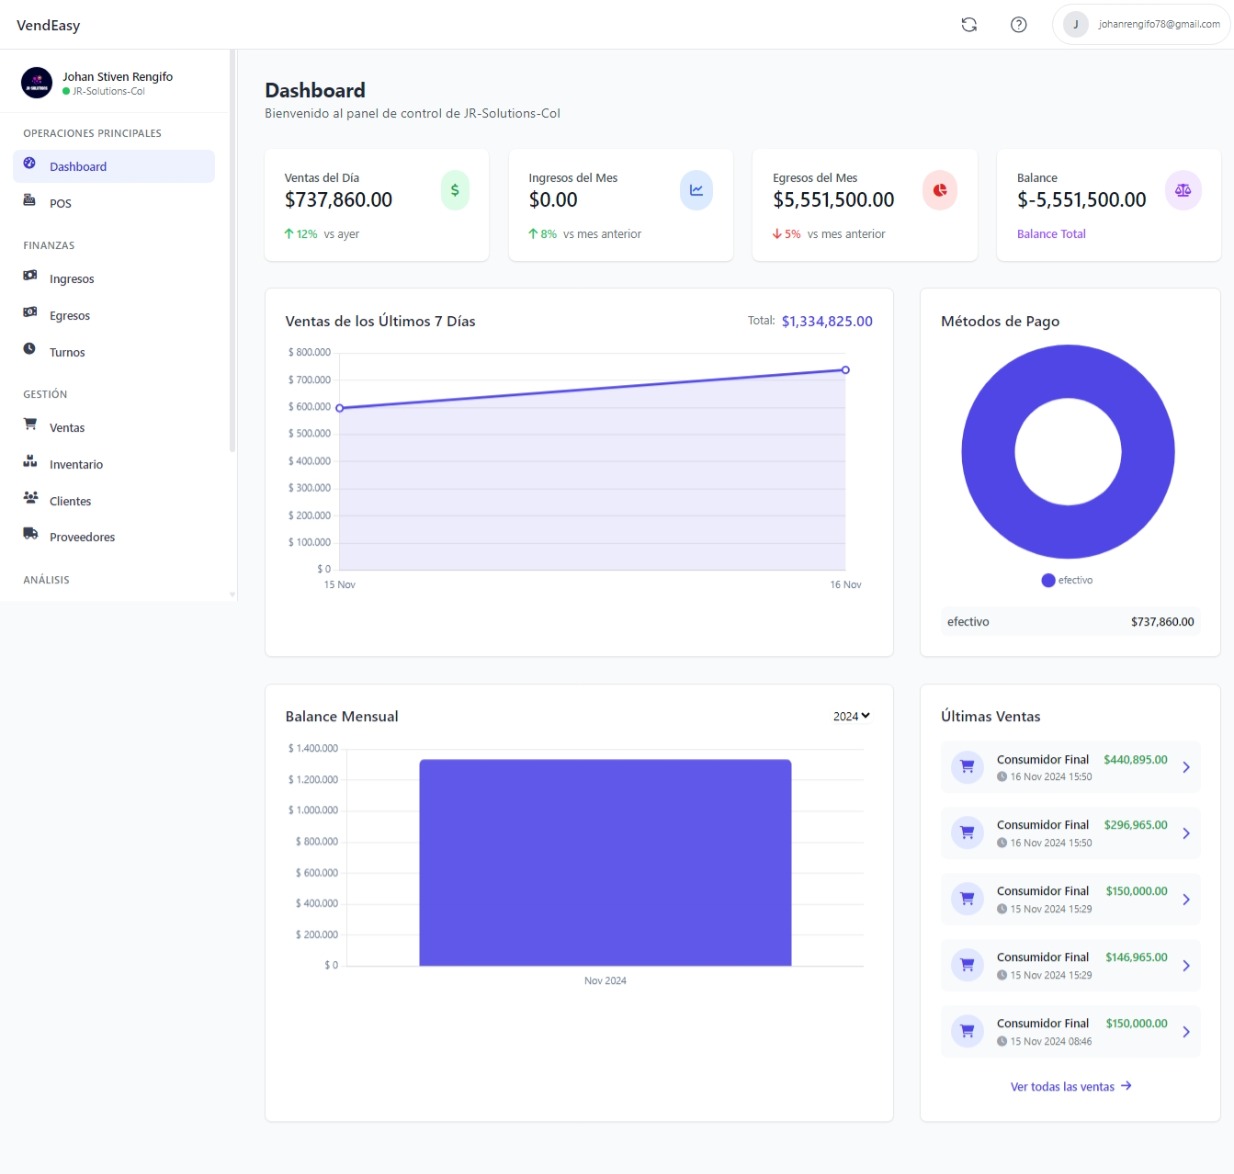 VendEasy
J
johanrengifo78@gmail.com
Johan Stiven Rengifo
JR-Solutions-Col
OPERACIONES PRINCIPALES
Dashboard
POS
FINANZAS
Ingresos
Egresos
Turnos
GESTIÓN
Ventas
Inventario
Clientes
Proveedores
ANÁLISIS
Dashboard
Bienvenido al panel de control de JR-Solutions-Col
Ventas del Día
$737,860.00
12% vs ayer
Ingresos del Mes
$0.00
8% vs mes anterior
Egresos del Mes
$5,551,500.00
5% vs mes anterior
Balance
$-5,551,500.00
Balance Total
Ventas de los Últimos 7 Días
Total: $1,334,825.00
$ 800.000
$ 700.000
$ 600.000
$ 500.000
$ 400.000
$ 300.000
$ 200.000
$ 100.000
$ 0
15 Nov
16 Nov
Métodos de Pago
efectivo
efectivo $737,860.00
Balance Mensual
2024
$ 1.400.000
$ 1.200.000
$ 1.000.000
$ 800.000
$ 600.000
$ 400.000
$ 200.000
$ 0
Nov 2024
Últimas Ventas
Consumidor Final $440,895.00
16 Nov 2024 15:50
Consumidor Final $296,965.00
16 Nov 2024 15:50
Consumidor Final $150,000.00
15 Nov 2024 15:29
Consumidor Final $146,965.00
15 Nov 2024 15:29
Consumidor Final $150,000.00
15 Nov 2024 08:46
Ver todas las ventas